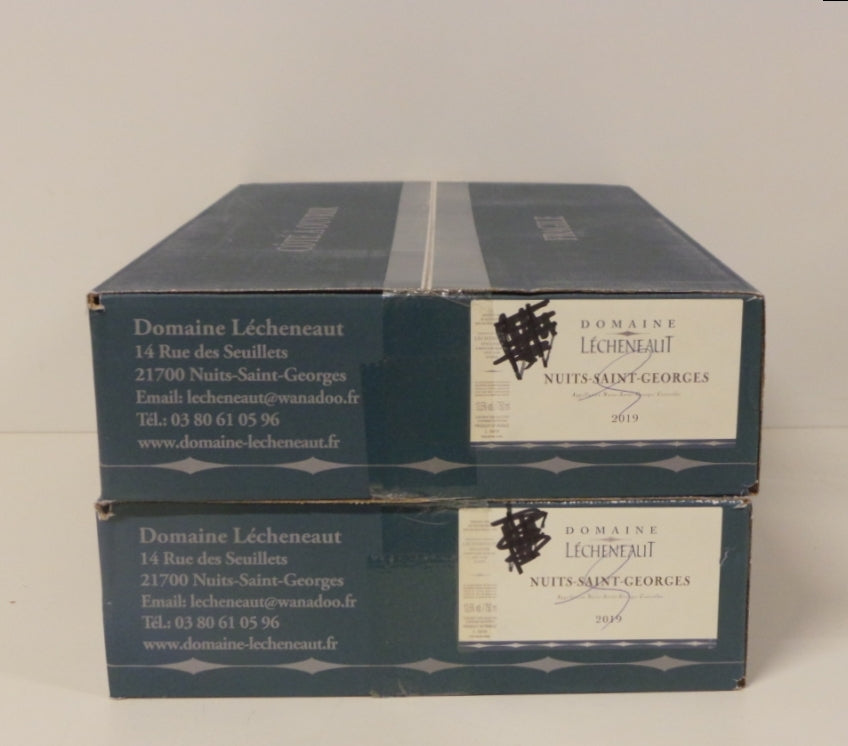 CÔTÉ À OUVRIR
FRAGILE
Domaine Lécheneaut
14 Rue des Seuillets
21700 Nuits-Saint-Georges
Email: lecheneaut@wanadoo.fr
Tél.: 03 80 61 05 96
www.domaine-lecheneaut.fr
DOMAINE
LÉCHENEAUT
NUITS-SAINT-GEORGES
2019
Domaine Lécheneaut
14 Rue des Seuillets
21700 Nuits-Saint-Georges
Email: lecheneaut@wanadoo.fr
Tél.: 03 80 61 05 96
www.domaine-lecheneaut.fr
DOMAINE
LÉCHENEAUT
NUITS-SAINT-GEORGES
2019